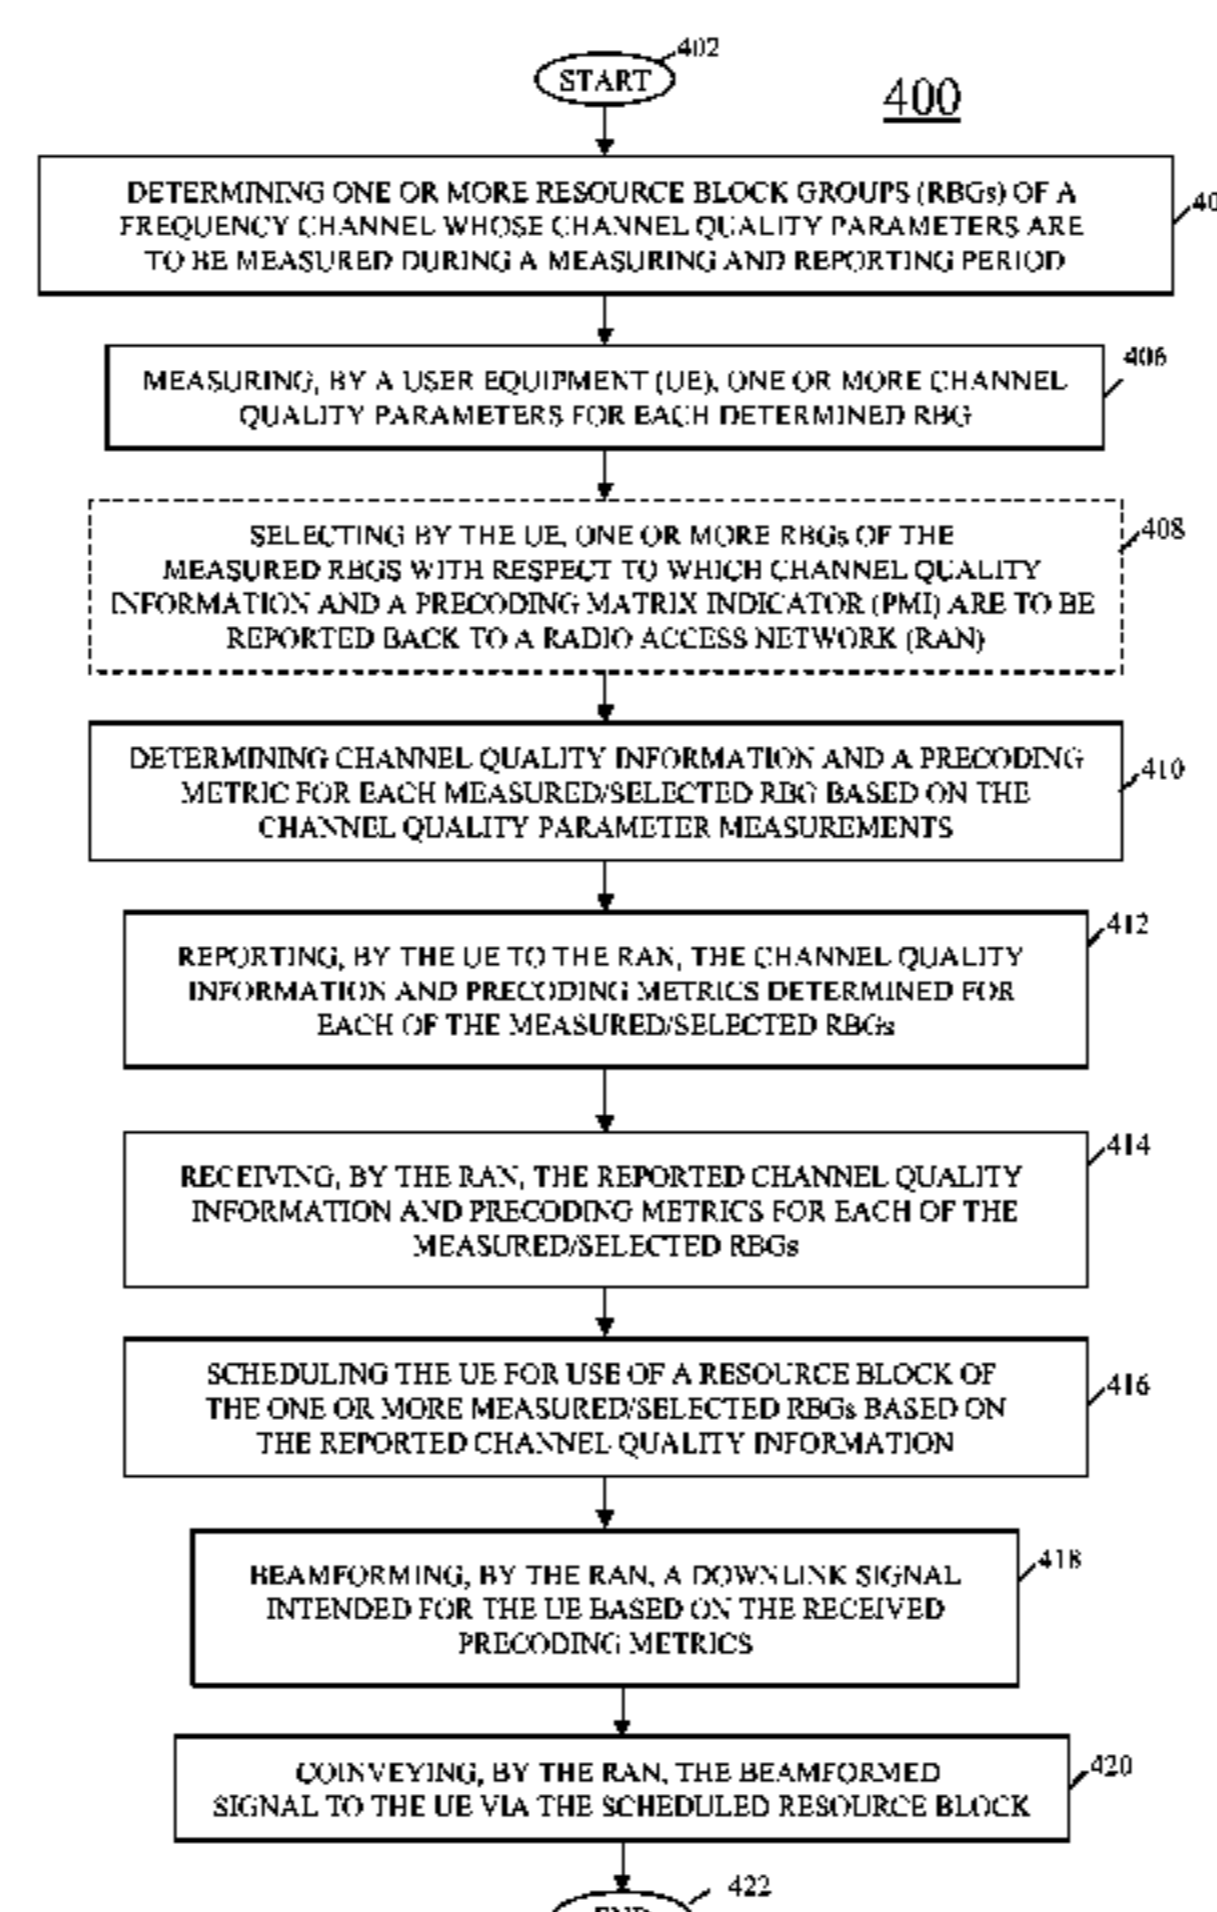 402
START
400
DETERMINING ONE OR MORE RESOURCE BLOCK GROUPS (RBGs) OF A
FREQUENCY CHANNEL WHOSE CHANNEL QUALITY PARAMETERS ARE
TO BE MEASURED DURING A MEASURING AND REPORTING PERIOD
40
406
MEASURING, BY A USER EQUIPMENT (UE), ONE OR MORE CHANNEL
QUALITY PARAMETERS FOR EACH DETERMINED RBG
408
SELECTING BY THE UE, ONE OR MORE RBGs OF THE
MEASURED RBGS WITH RESPECT TO WHICH CHANNEL QUALITY
INFORMATION AND A PRECODING MATRIX INDICATOR (PMI) ARE TO BE
REPORTED BACK TO A RADIO ACCESS NETWORK (RAN)
410
DETERMINING CHANNEL QUALITY INFORMATION AND A PRECODING
METRIC FOR EACH MEASURED/SELECTED RBG BASED ON THE
CHANNEL QUALITY PARAMETER MEASUREMENTS
412
REPORTING, BY THE UE TO THE RAN, THE CHANNEL QUALITY
INFORMATION AND PRECODING METRICS DETERMINED FOR
EACH OF THE MEASURED/SELECTED RBGs
414
RECEIVING, BY THE RAN, THE REPORTED CHANNEL QUALITY
INFORMATION AND PRECODING METRICS FOR EACH OF THE
MEASURED/SELECTED RBGs
416
SCHEDULING THE UE FOR USE OF A RESOURCE BLOCK OF
THE ONE OR MORE MEASURED/SELECTED RBGs BASED ON
THE REPORTED CHANNEL QUALITY INFORMATION
418
BEAMFORMING, BY THE RAN, A DOWNLINK SIGNAL
INTENDED FOR THE UE BASED ON THE RECEIVED
PRECODING METRICS
420
COINVEYING, BY THE RAN, THE BEAMFORMED
SIGNAL TO THE UE VIA THE SCHEDULED RESOURCE BLOCK
422
END